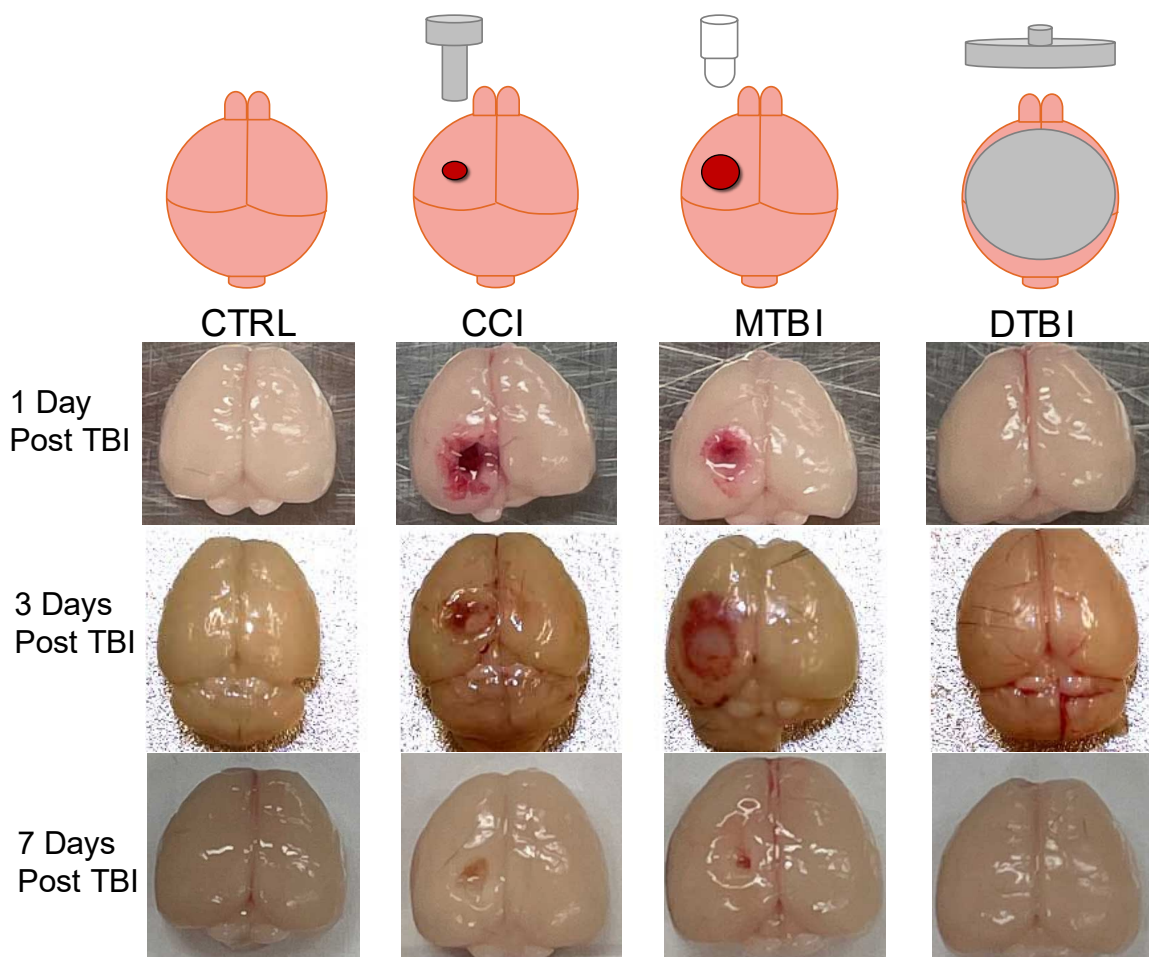 CTRL
CCI
MTBI
DTBI
1 Day
Post TBI
3 Days
Post TBI
7 Days
Post TBI